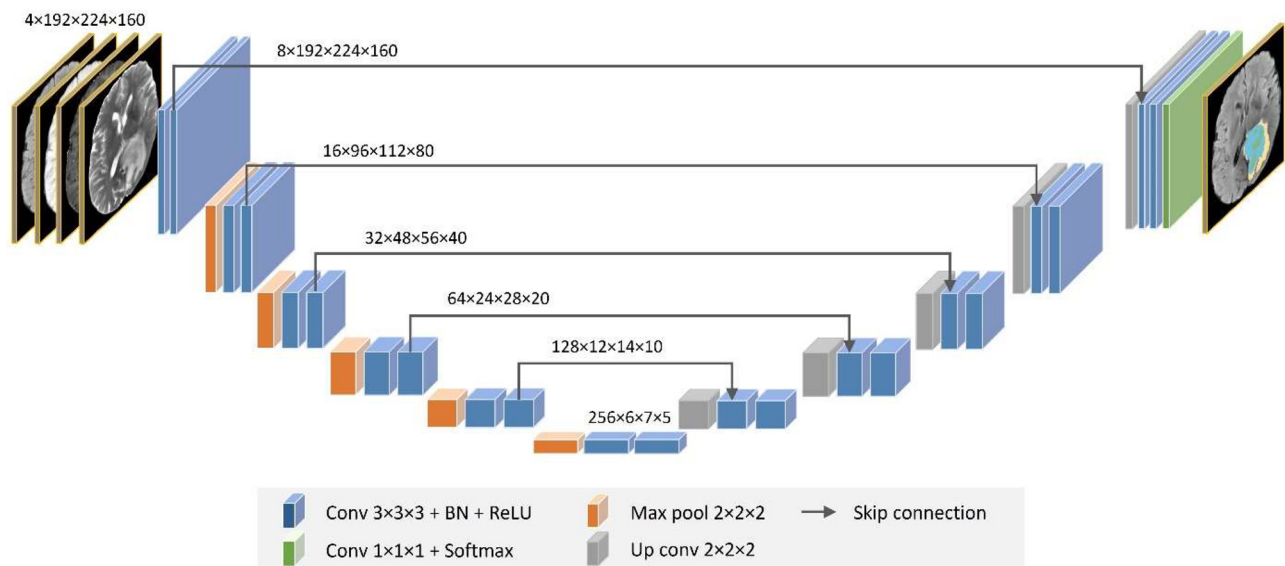 4×192×224×160
8×192×224×160
16×96×112×80
32×48×56×40
64×24×28×20
128×12×14×10
256×6×7×5
Conv 3×3×3 + BN + ReLU
Max pool 2×2×2
Skip connection
Conv 1×1×1 + Softmax
Up conv 2×2×2